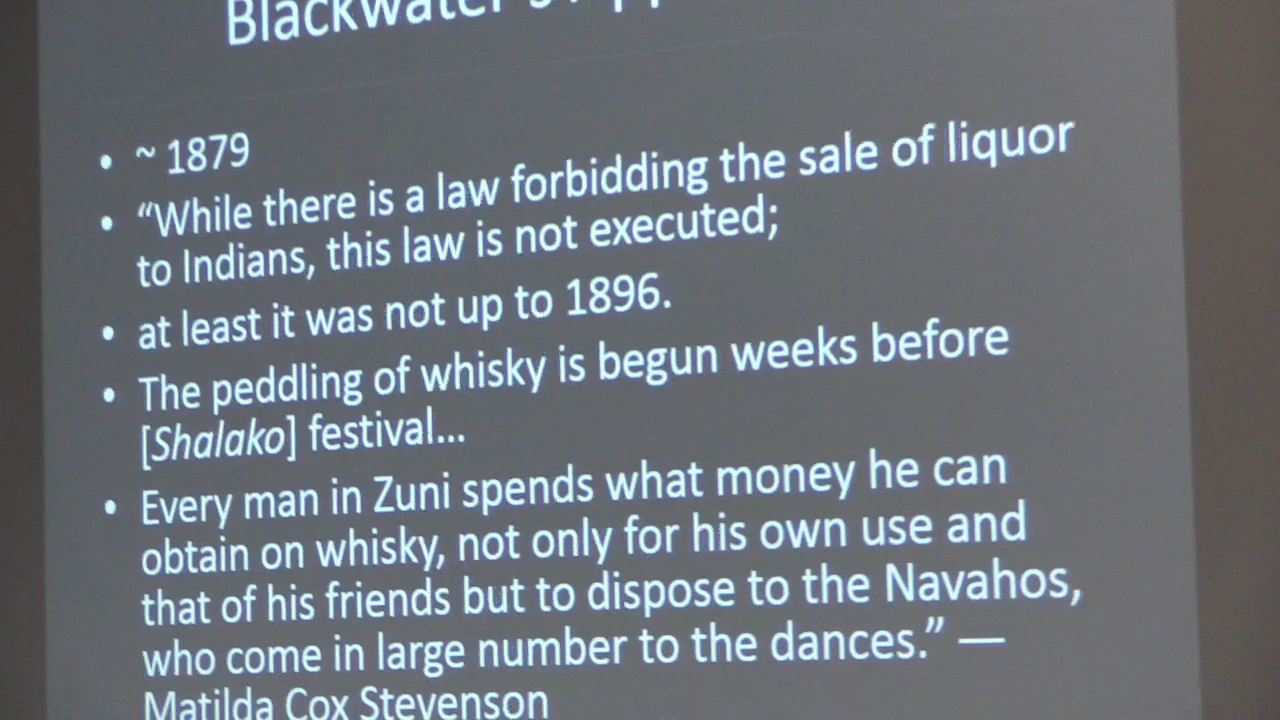 Blackwater's
• ~ 1879
• “While there is a law forbidding the sale of liquor
to Indians, this law is not executed;
• at least it was not up to 1896.
• The peddling of whisky is begun weeks before
[Shalako] festival...
• Every man in Zuni spends what money he can
obtain on whisky, not only for his own use and
that of his friends but to dispose to the Navahos,
who come in large number to the dances.” —
Matilda Cox Stevenson